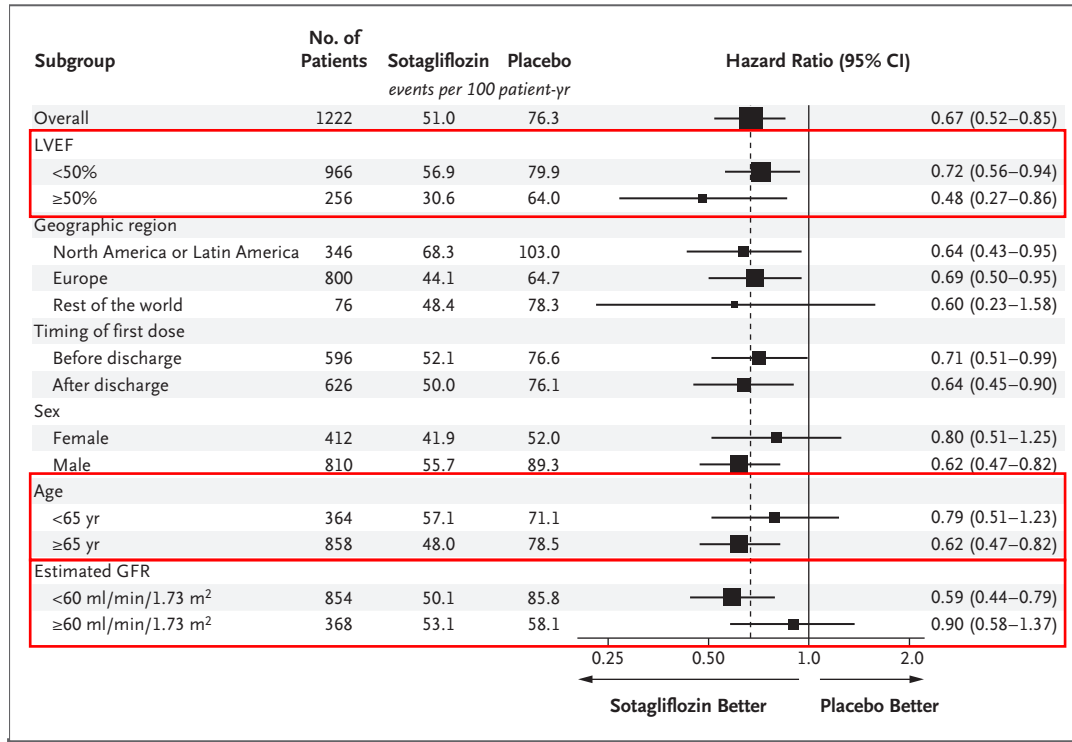 Subgroup No. of Patients Sotagliflozin Placebo Hazard Ratio (95% CI)
events per 100 patient-yr
Overall 1222 51.0 76.3 0.67 (0.52–0.85)
LVEF
<50% 966 56.9 79.9 0.72 (0.56–0.94)
≥50% 256 30.6 64.0 0.48 (0.27–0.86)
Geographic region
North America or Latin America 346 68.3 103.0 0.64 (0.43–0.95)
Europe 800 44.1 64.7 0.69 (0.50–0.95)
Rest of the world 76 48.4 78.3 0.60 (0.23–1.58)
Timing of first dose
Before discharge 596 52.1 76.6 0.71 (0.51–0.99)
After discharge 626 50.0 76.1 0.64 (0.45–0.90)
Sex
Female 412 41.9 52.0 0.80 (0.51–1.25)
Male 810 55.7 89.3 0.62 (0.47–0.82)
Age
<65 yr 364 57.1 71.1 0.79 (0.51–1.23)
≥65 yr 858 48.0 78.5 0.62 (0.47–0.82)
Estimated GFR
<60 ml/min/1.73 m² 854 50.1 85.8 0.59 (0.44–0.79)
≥60 ml/min/1.73 m² 368 53.1 58.1 0.90 (0.58–1.37)
0.25 0.50 1.0 2.0
Sotagliflozin Better Placebo Better